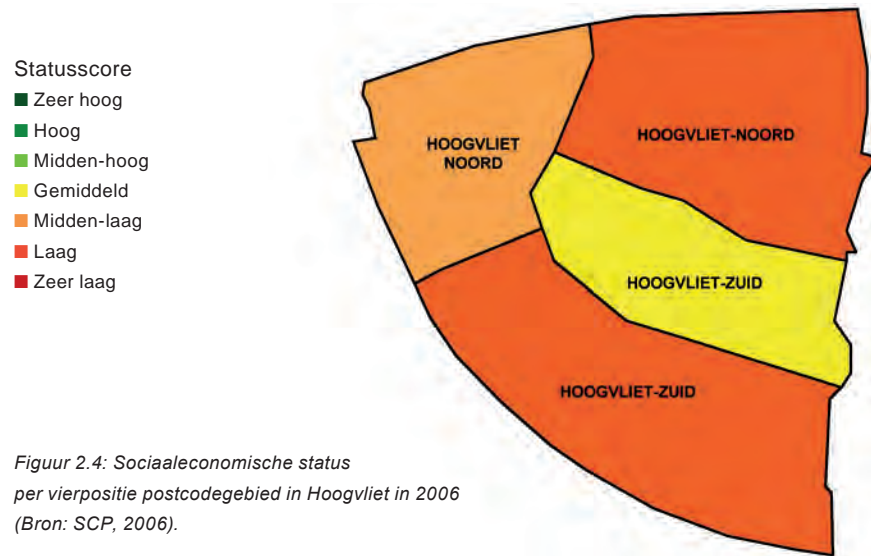 Statusscore
Zeer hoog
Hoog
Midden-hoog
Gemiddeld
Midden-laag
Laag
Zeer laag
HOOGVLIET
NOORD
HOOGVLIET-NOORD
HOOGVLIET-ZUID
HOOGVLIET-ZUID
Figuur 2.4: Sociaaleconomische status
per vierpositie postcodegebied in Hoogvliet in 2006
(Bron: SCP, 2006).